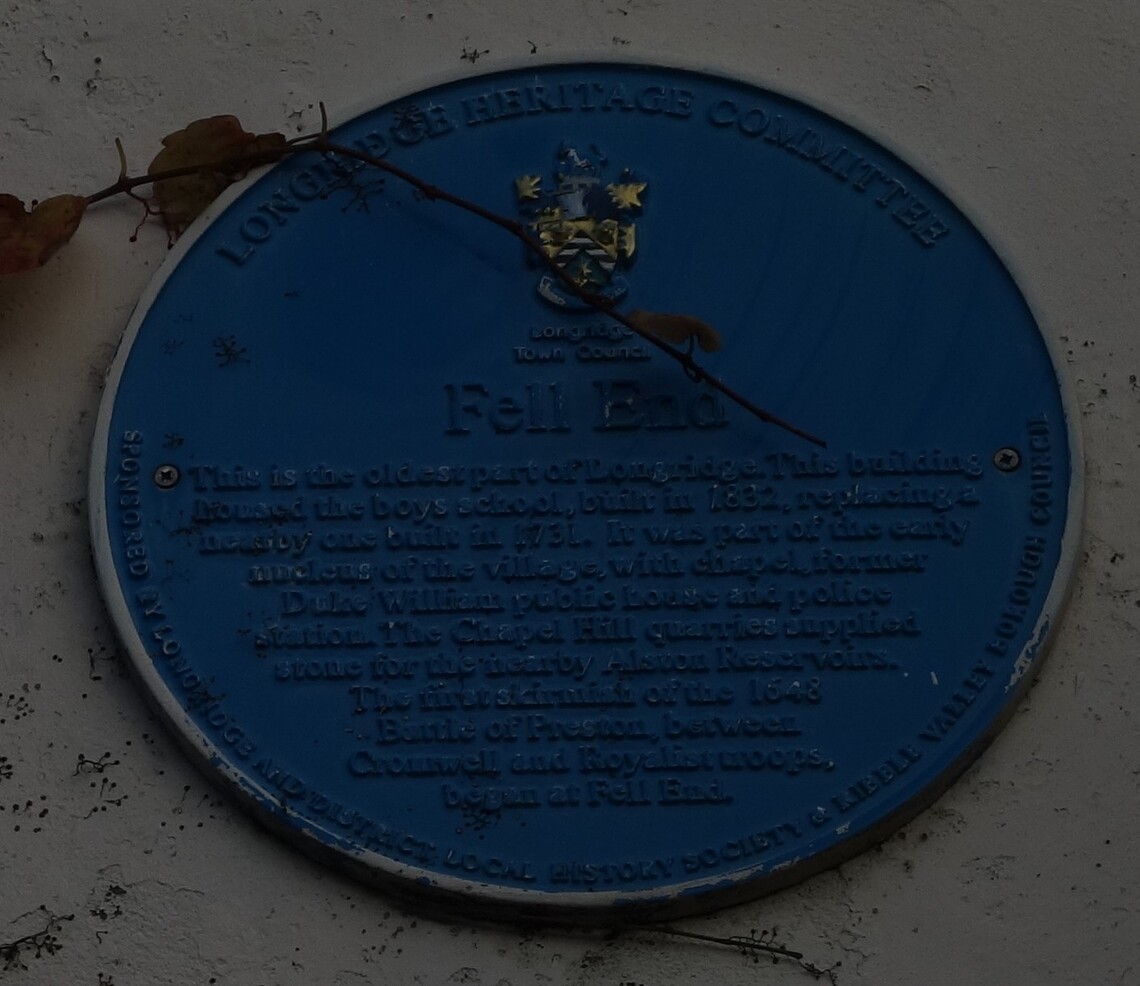 LONGRIDGE HERITAGE COMMITTEE
Longridge
Town Council
Fell End
This is the oldest part of Longridge. This building
housed the boys school, built in 1832, replacing a
nearby one built in 1731. It was part of the early
nucleus of the village, with chapel, former
Duke William public house and police
station. The Chapel Hill quarries supplied
stone for the nearby Alston Reservoirs.
The first skirmish of the 1648
Battle of Preston, between
Cromwell and Royalist troops,
began at Fell End.
SPONSORED BY LONGRIDGE AND DISTRICT LOCAL HISTORY SOCIETY & RIBBLE VALLEY BOROUGH COUNCIL